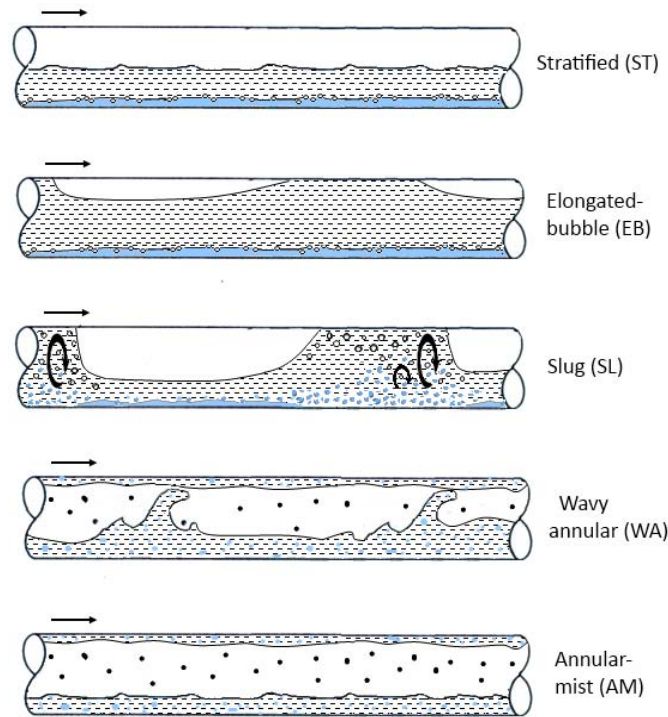 Stratified (ST)
Elongated-
bubble (EB)
Slug (SL)
Wavy
annular (WA)
Annular-
mist (AM)